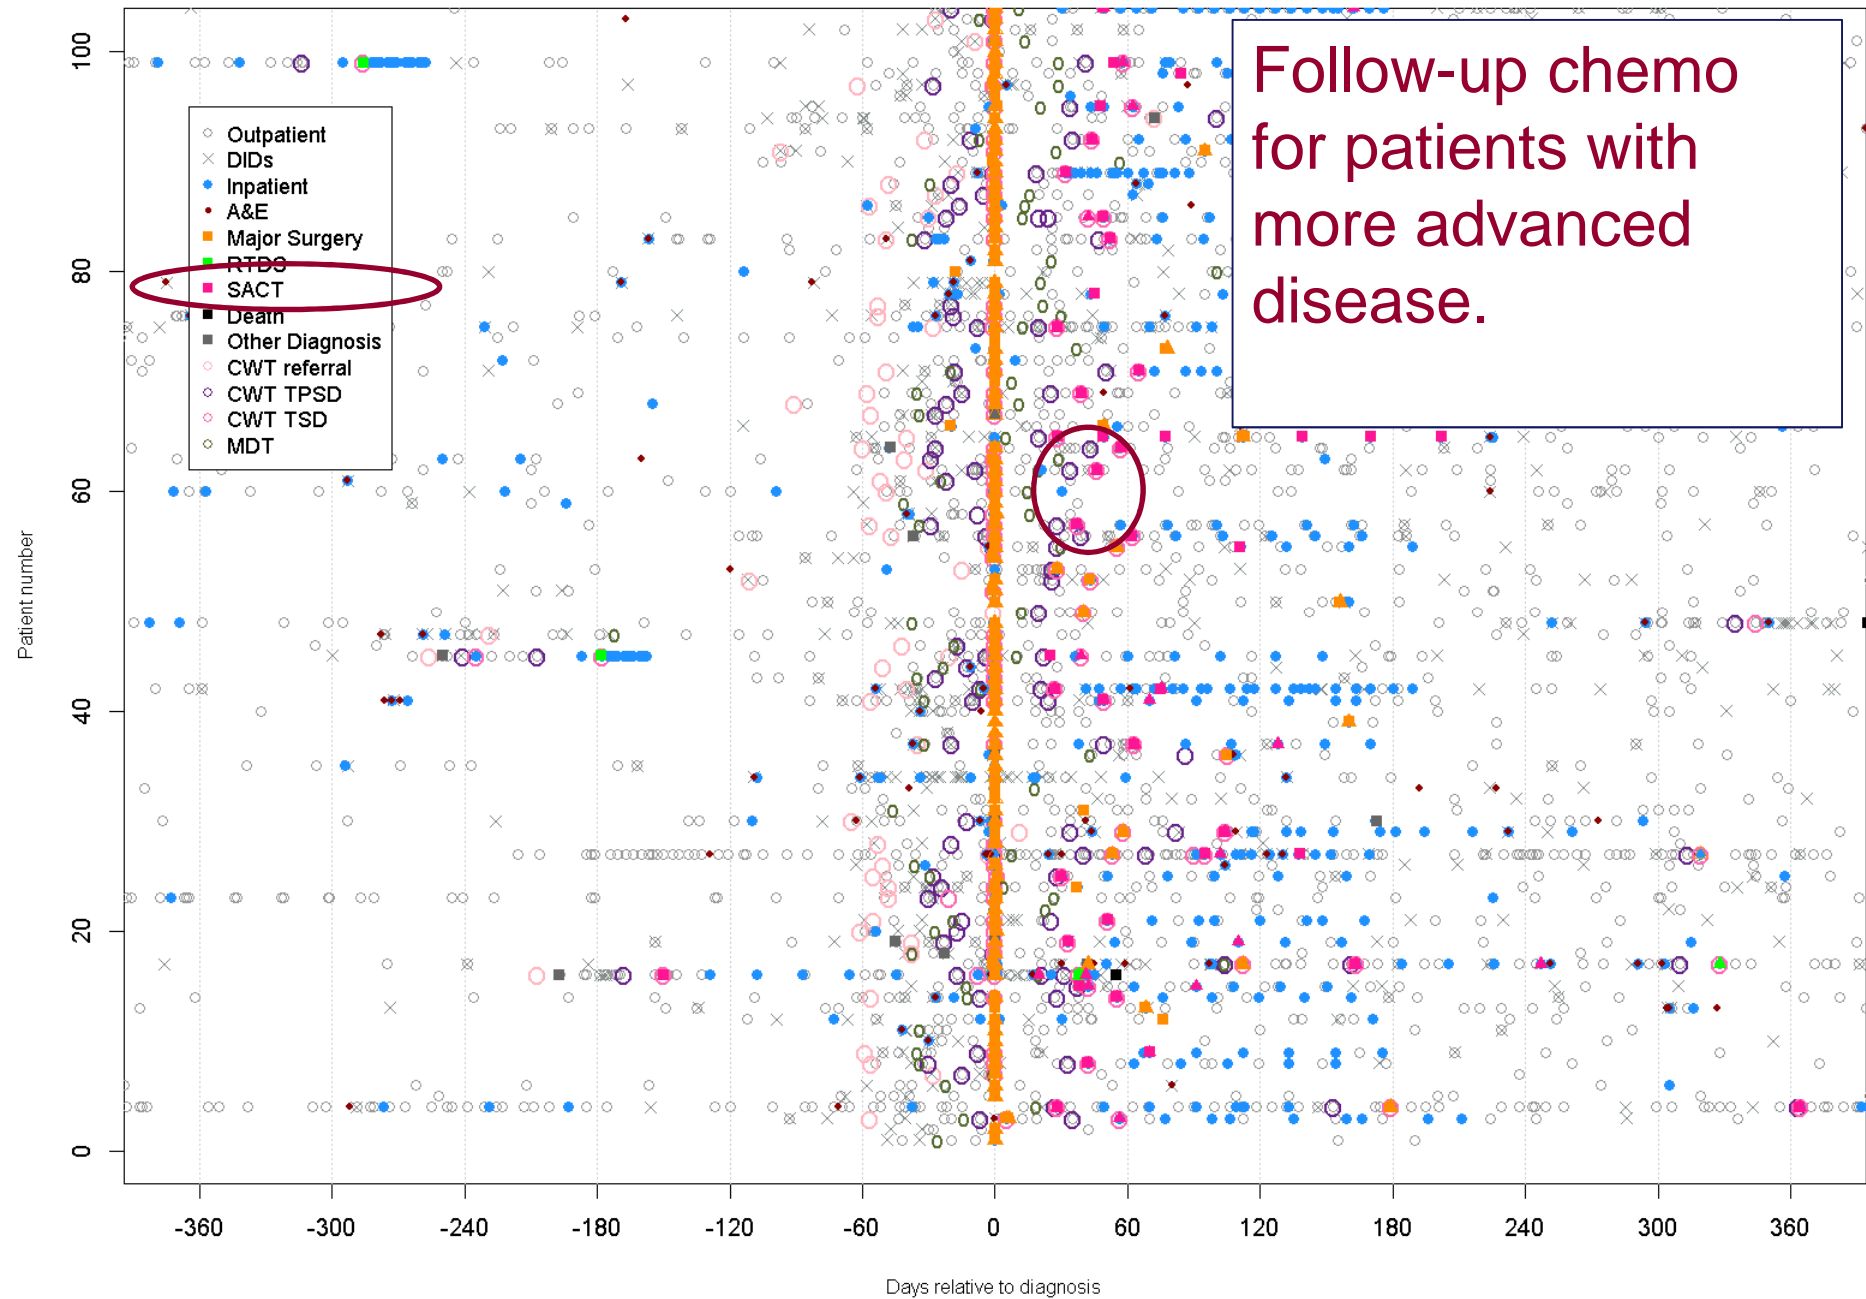 Follow-up chemo
for patients with
more advanced
disease.
Outpatient
DIDs
Inpatient
A&E
Major Surgery
RTDS
SACT
Death
Other Diagnosis
CWT referral
CWT TPSD
CWT TSD
MDT
Patient number
100
80
60
40
20
0
-360 -300 -240 -180 -120 -60 0 60 120 180 240 300 360
Days relative to diagnosis